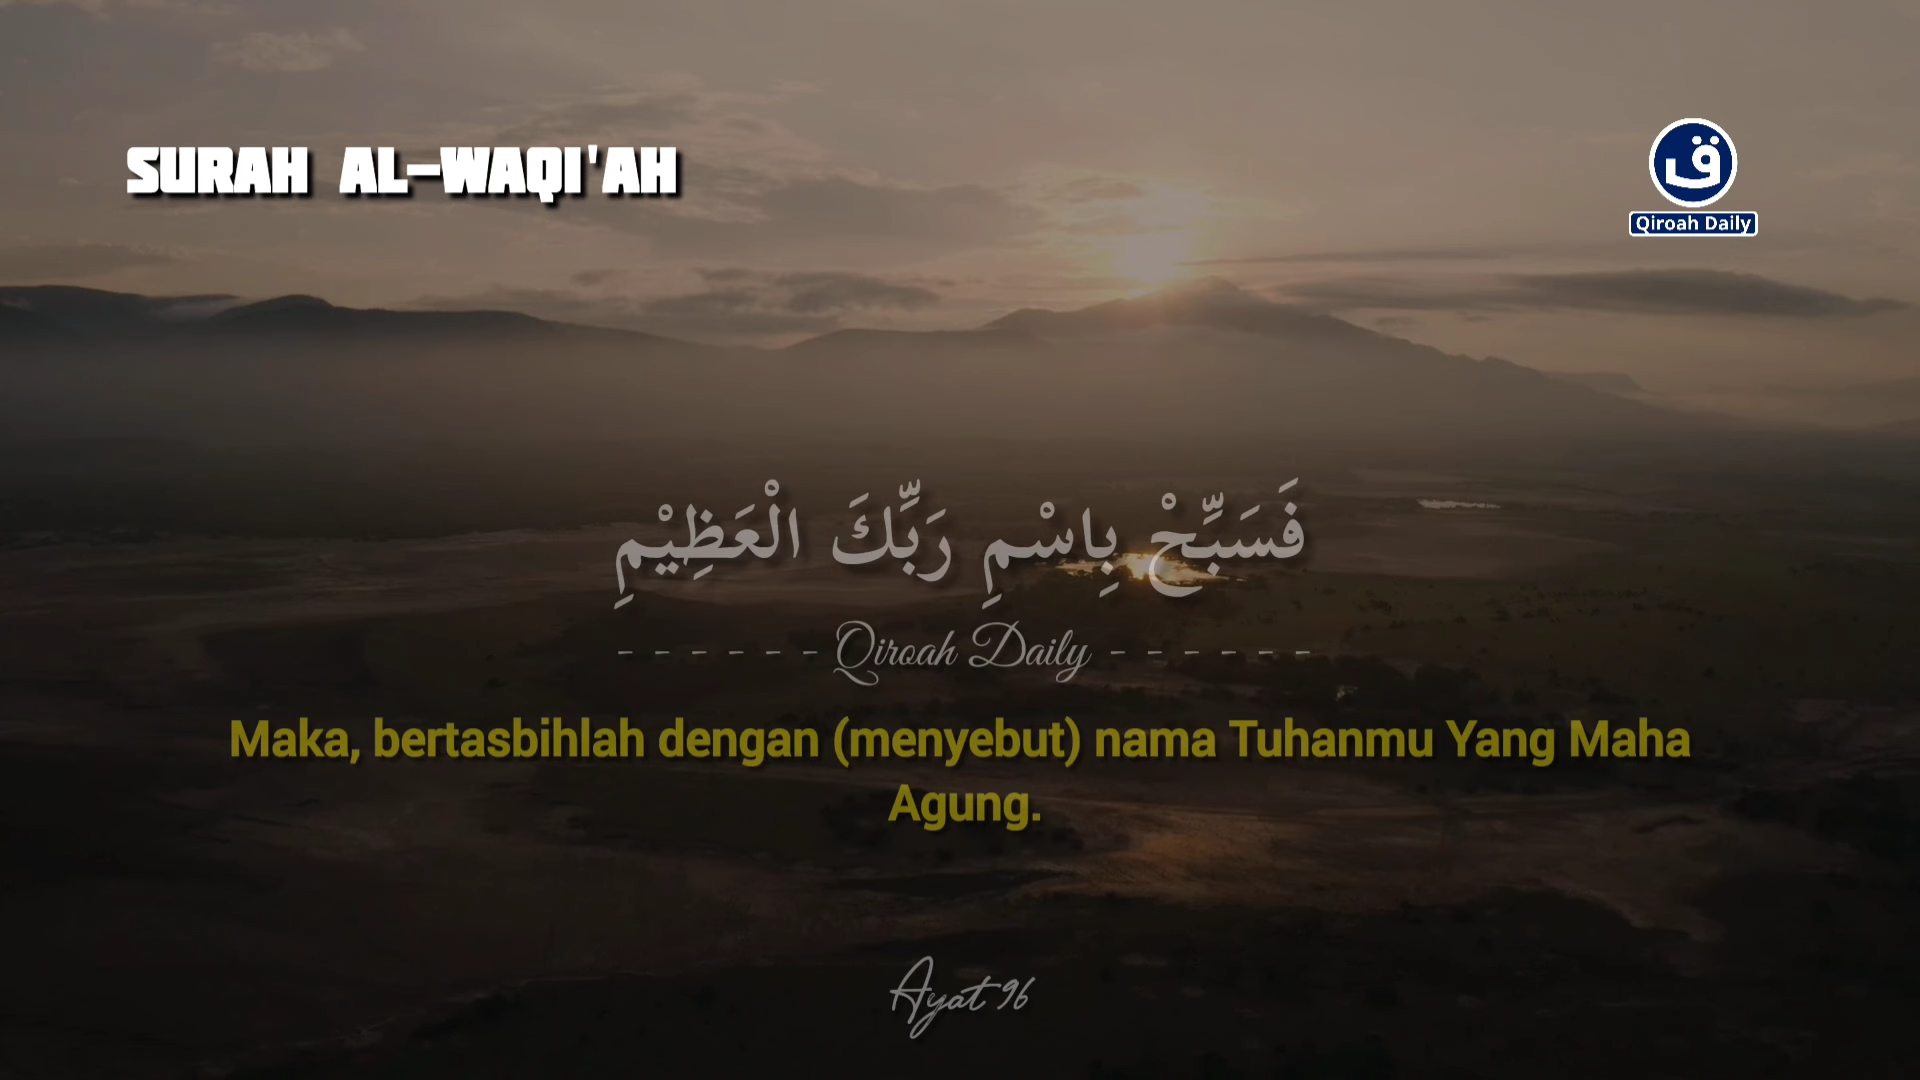 SURAH AL-WAQI'AH
ق
Qiroah Daily
فَسَبِّحْ بِاسْمِ رَبِّكَ الْعَظِيْمِ
- - - - - - Qiroah Daily - - - - - -
Maka, bertasbihlah dengan (menyebut) nama Tuhanmu Yang Maha
Agung.
Ayat 96